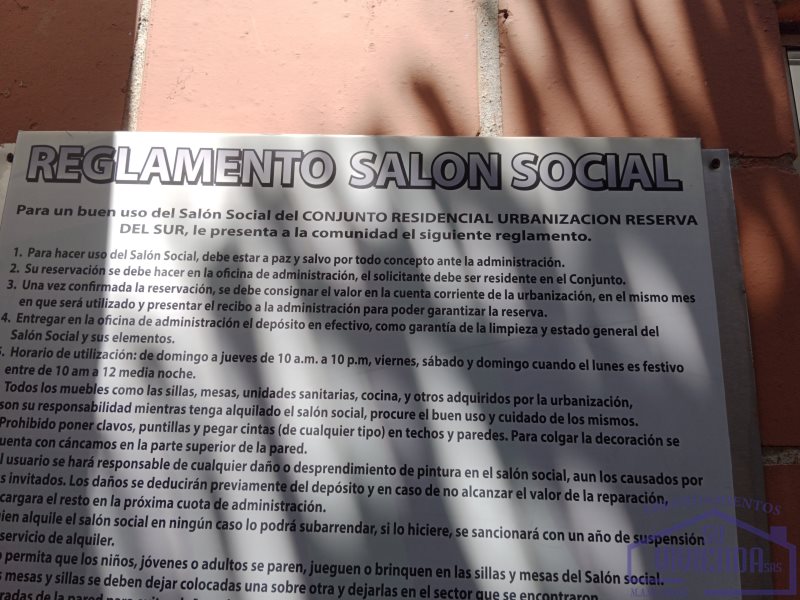 REGLAMENTO SALON SOCIAL
Para un buen uso del Salón Social del CONJUNTO RESIDENCIAL URBANIZACION RESERVA
DEL SUR, le presenta a la comunidad el siguiente reglamento.
1. Para hacer uso del Salón Social, debe estar a paz y salvo por todo concepto ante la administración.
2. Su reservación se debe hacer en la oficina de administración, el solicitante debe ser residente en el Conjunto.
3. Una vez confirmada la reservación, se debe consignar el valor en la cuenta corriente de la urbanización, en el mismo mes
en que será utilizado y presentar el recibo a la administración para poder garantizar la reserva.
4. Entregar en la oficina de administración el depósito en efectivo, como garantía de la limpieza y estado general del
Salón Social y sus elementos.
. Horario de utilización: de domingo a jueves de 10 a.m. a 10 p.m, viernes, sábado y domingo cuando el lunes es festivo
entre de 10 am a 12 media noche.
Todos los muebles como las sillas, mesas, unidades sanitarias, cocina, y otros adquiridos por la urbanización,
son su responsabilidad mientras tenga alquilado el salón social, procure el buen uso y cuidado de los mismos.
Prohibido poner clavos, puntillas y pegar cintas (de cualquier tipo) en techos y paredes. Para colgar la decoración se
uenta con cáncamos en la parte superior de la pared.
l usuario se hará responsable de cualquier daño o desprendimiento de pintura en el salón social, aun los causados por
s invitados. Los daños se deducirán previamente del depósito y en caso de no alcanzar el valor de la reparación,
cargara el resto en la próxima cuota de administración.
ien alquile el salón social en ningún caso lo podrá subarrendar, si lo hiciere, se sancionará con un año de suspensión
servicio de alquiler.
o permita que los niños, jóvenes o adultos se paren, jueguen o brinquen en las sillas y mesas del Salón social.
s mesas y sillas se deben dejar colocadas una sobre otra y dejarlas en el sector que se encontraron
radas de la pared para